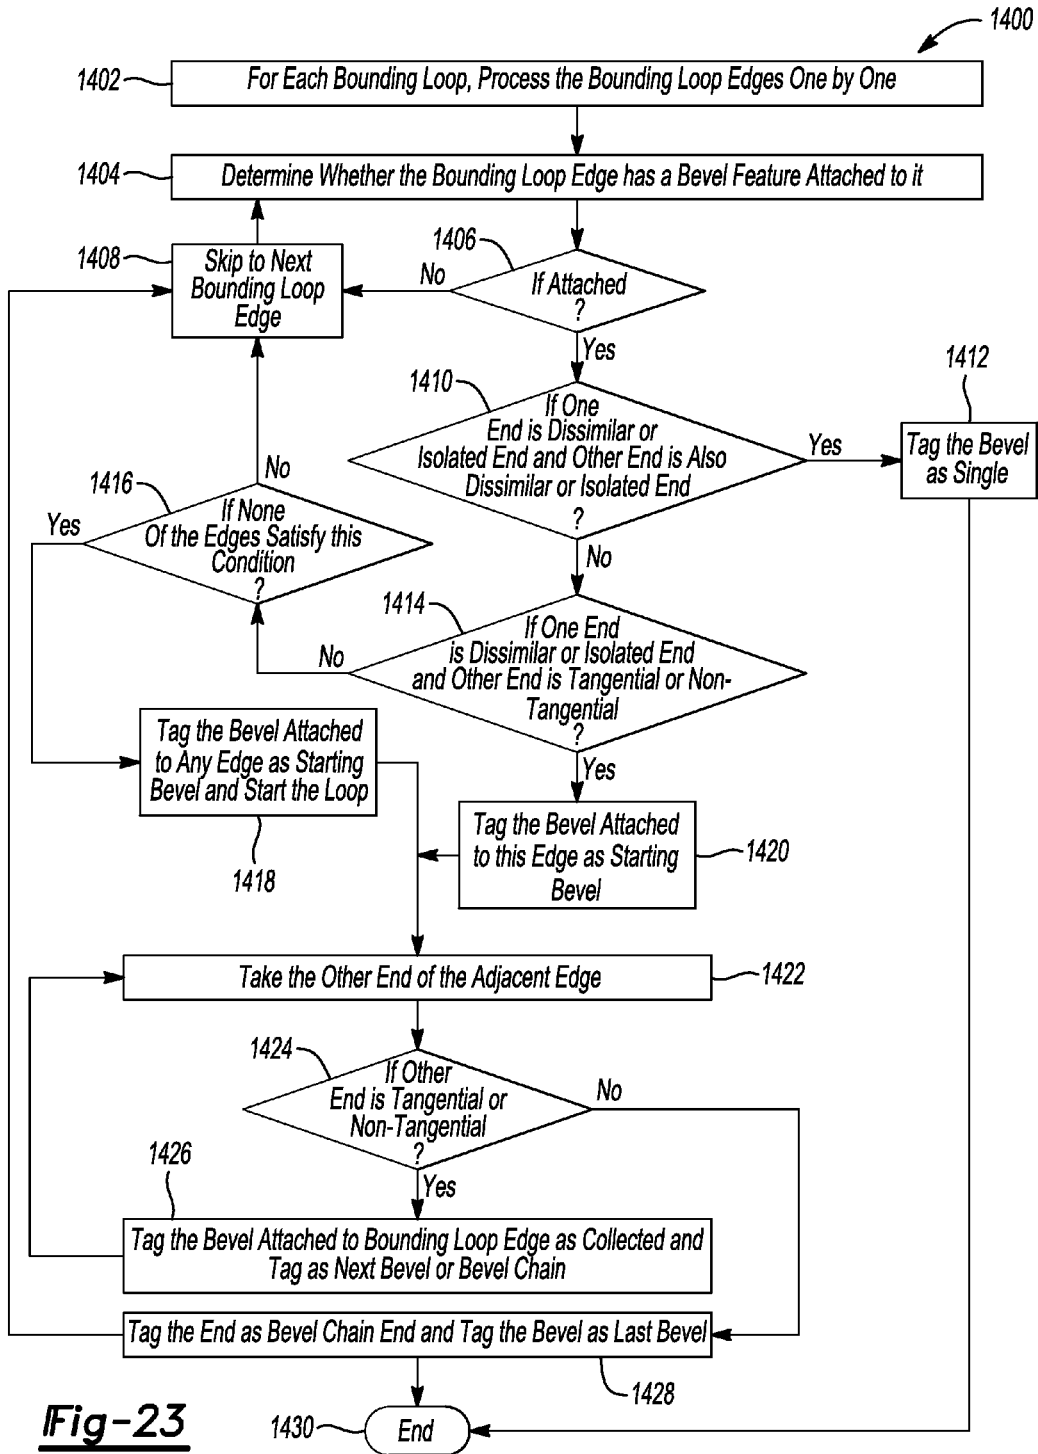 1400
1402
For Each Bounding Loop, Process the Bounding Loop Edges One by One
1404
Determine Whether the Bounding Loop Edge has a Bevel Feature Attached to it
1406
1408
Skip to Next
Bounding Loop
Edge
No
If Attached
?
Yes
1410
If One
End is Dissimilar or
Isolated End and Other End is Also
Dissimilar or Isolated End
?
Yes
1412
Tag the Bevel
as Single
No
No
1416
Yes
If None
Of the Edges Satisfy this
Condition
?
1414
If One End
is Dissimilar or Isolated End
and Other End is Tangential or Non-
Tangential
?
No
Yes
Tag the Bevel Attached
to Any Edge as Starting
Bevel and Start the Loop
1418
Tag the Bevel Attached
to this Edge as Starting
Bevel
1420
Take the Other End of the Adjacent Edge
1422
1424
If Other
End is Tangential or
Non-Tangential
?
No
Yes
1426
Tag the Bevel Attached to Bounding Loop Edge as Collected and
Tag as Next Bevel or Bevel Chain
Tag the End as Bevel Chain End and Tag the Bevel as Last Bevel
1428
Fig-23
1430
End